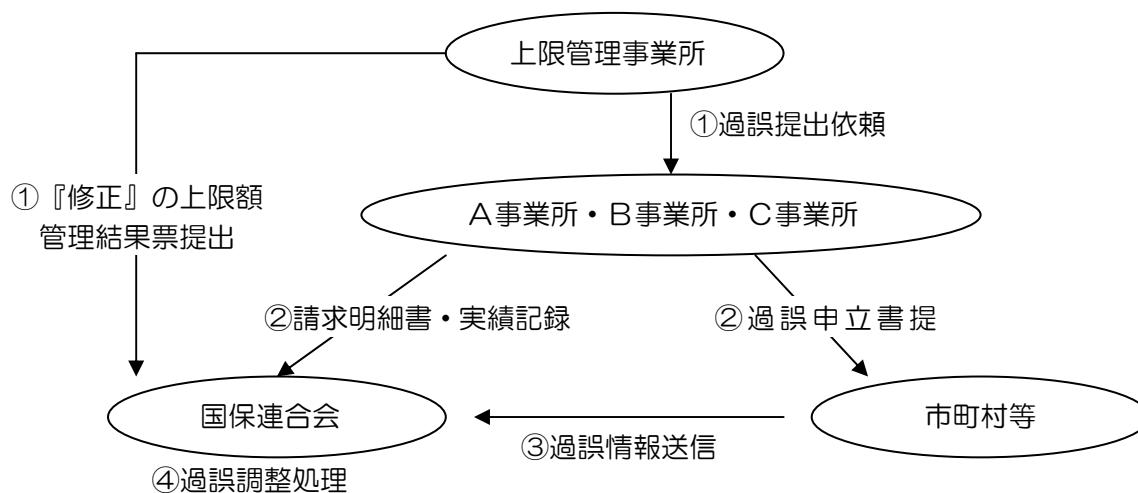 上限管理事業所
①過誤提出依頼
①『修正』の上限額
管理結果票提出
A事業所・B事業所・C事業所
②請求明細書・実績記録
②過誤申立書提
国保連合会
市町村等
③過誤情報送信
④過誤調整処理